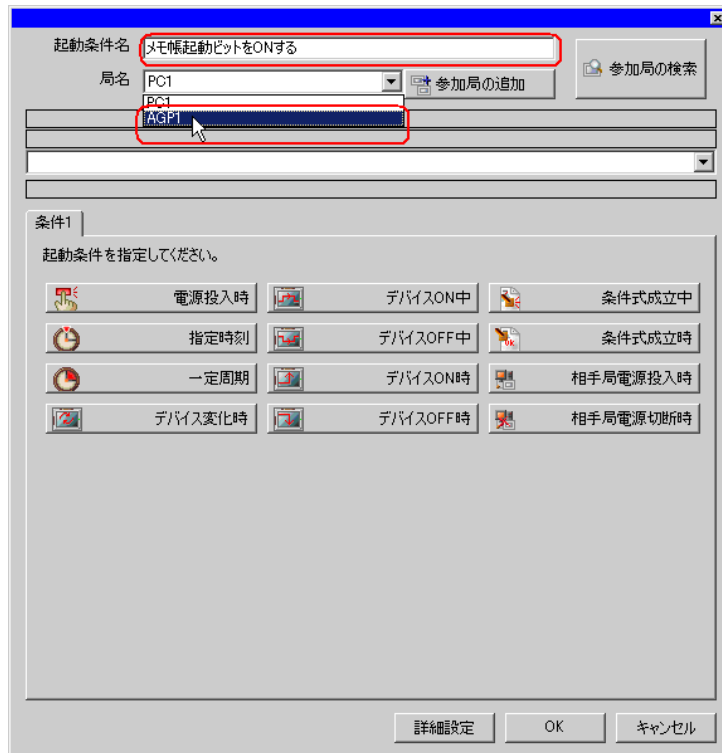 起動条件名 メモ帳起動ビットをONする
参加局の検索
局名 PC1 参加局の追加
PC1
AGP1
条件1
起動条件を指定してください。
電源投入時 デバイスON中 条件式成立中
指定時刻 デバイスOFF中 条件式成立時
一定周期 デバイスON時 相手局電源投入時
デバイス変化時 デバイスOFF時 相手局電源切断時
詳細設定 OK キャンセル